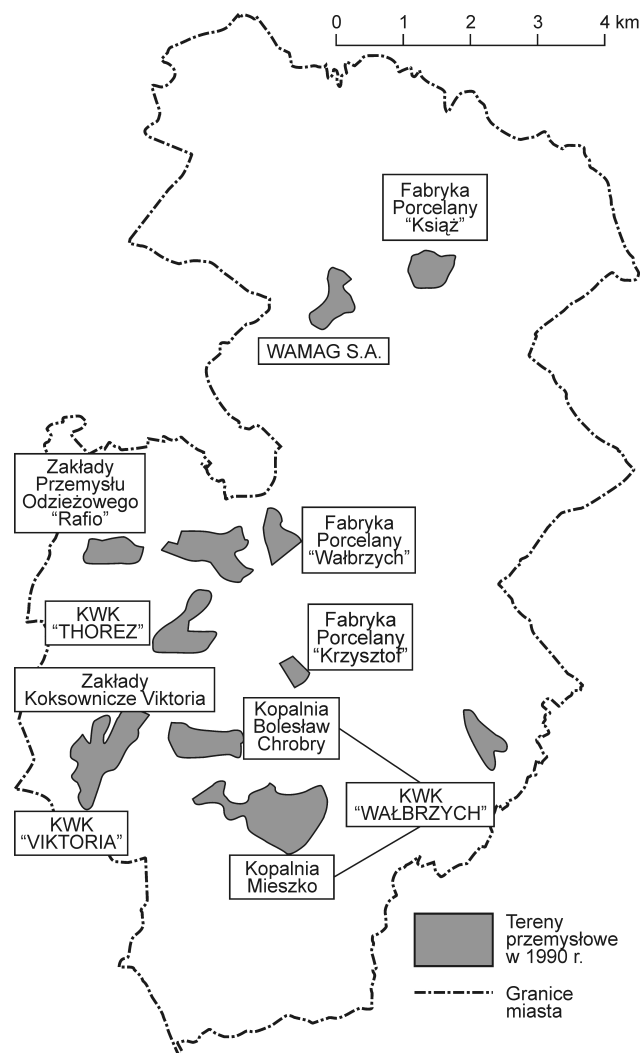 0 1 2 3 4 km
Fabryka
Porcelany
“Książ”
WAMAG S.A.
Zakłady
Przemysłu
Odzieżowego
“Rafio”
Fabryka
Porcelany
“Wałbrzych”
KWK
“THOREZ”
Fabryka
Porcelany
“Krzysztof”
Zakłady
Koksownicze Viktoria
Kopalnia
Bolesław
Chrobry
KWK
“WAŁBRZYCH”
KWK
“VIKTORIA”
Kopalnia
Mieszko
Tereny
przemysłowe
w 1990 r.
Granice
miasta